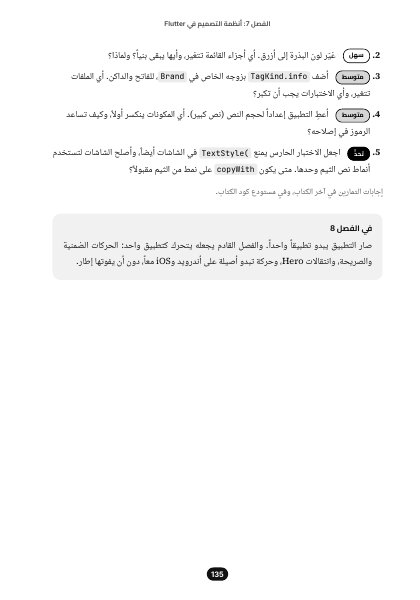 الفصل 7: أنظمة التصميم في Flutter
2. سهل غيّر لون البذرة إلى أزرق. أي أجزاء القائمة تتغير، وأيها يبقى بنياً؟ ولماذا؟
3. متوسط أضف TagKind.info بزوجه الخاص في Brand، للفاتح والداكن. أي الملفات
تتغير، وأي الاختبارات يجب أن تكبر؟
4. متوسط أعطِ التطبيق إعداداً لحجم النص (نص كبير). أي المكونات ينكسر أولاً، وكيف تساعد
الرموز في إصلاحه؟
5. تحدٍّ اجعل الاختبار الحارس يمنع TextStyle( في الشاشات أيضاً، وأصلح الشاشات لتستخدم
أنماط نص الثيم وحدها. متى يكون copyWith على نمط من الثيم مقبولاً؟
إجابات التمارين في آخر الكتاب، وفي مستودع كود الكتاب.
في الفصل 8
صار التطبيق يبدو تطبيقاً واحداً. والفصل القادم يجعله يتحرك كتطبيق واحد: الحركات الضمنية
والصريحة، وانتقالات Hero، وحركة تبدو أصيلة على أندرويد وiOS معاً، دون أن يفوتها إطار.
135